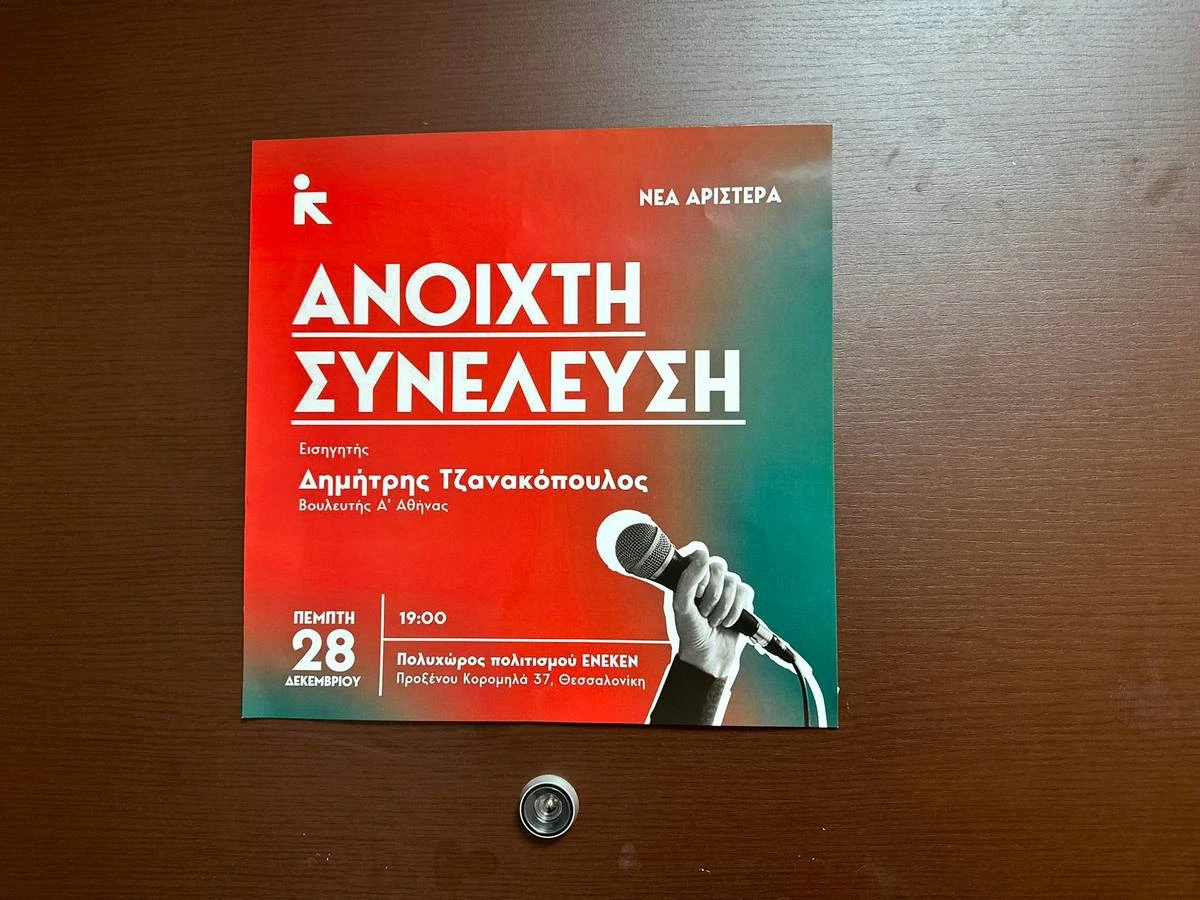 ΝΕΑ ΑΡΙΣΤΕΡΑ
ΑΝΟΙΧΤΗ
ΣΥΝΕΛΕΥΣΗ
Εισηγητής
Δημήτρης Τζανακόπουλος
Βουλευτής Α' Αθήνας
ΠΕΜΠΤΗ
28
ΔΕΚΕΜΒΡΙΟΥ
19:00
Πολυχώρος πολιτισμού ΕΝΕΚΕΝ
Προξένου Κορομηλά 37, Θεσσαλονίκη